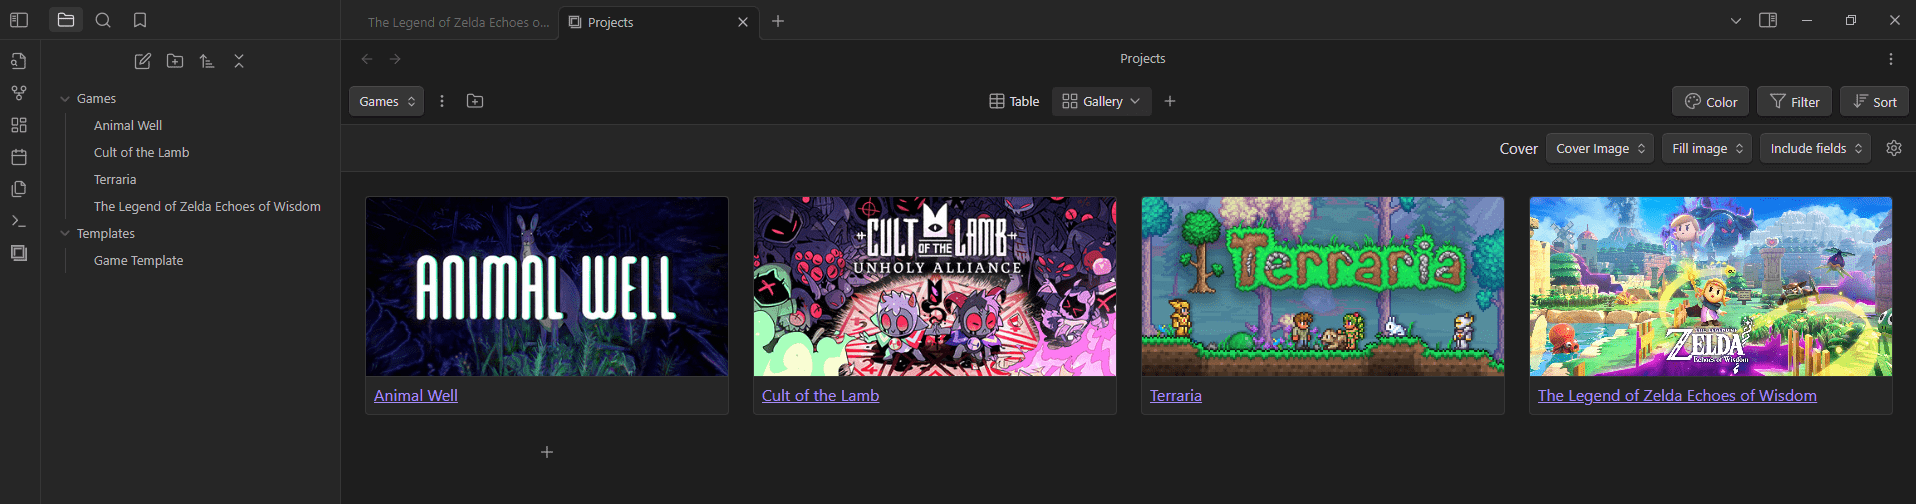 The Legend of Zelda Echoes o...
Projects
Projects
Games
Animal Well
Cult of the Lamb
Terraria
The Legend of Zelda Echoes of Wisdom
Templates
Game Template
Games
Table
Gallery
Color
Filter
Sort
Cover
Cover Image
Fill image
Include fields
ANIMAL WELL
CULT OF THE LAMB
UNHOLY ALLIANCE
Terraria
THE LEGEND OF
ZELDA
Echoes of Wisdom
Animal Well
Cult of the Lamb
Terraria
The Legend of Zelda Echoes of Wisdom